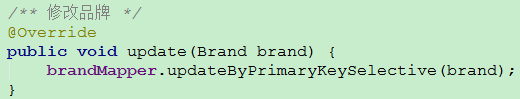 /** 修改品牌 */
@Override
public void update(Brand brand) {
    brandMapper.updateByPrimaryKeySelective(brand);
}